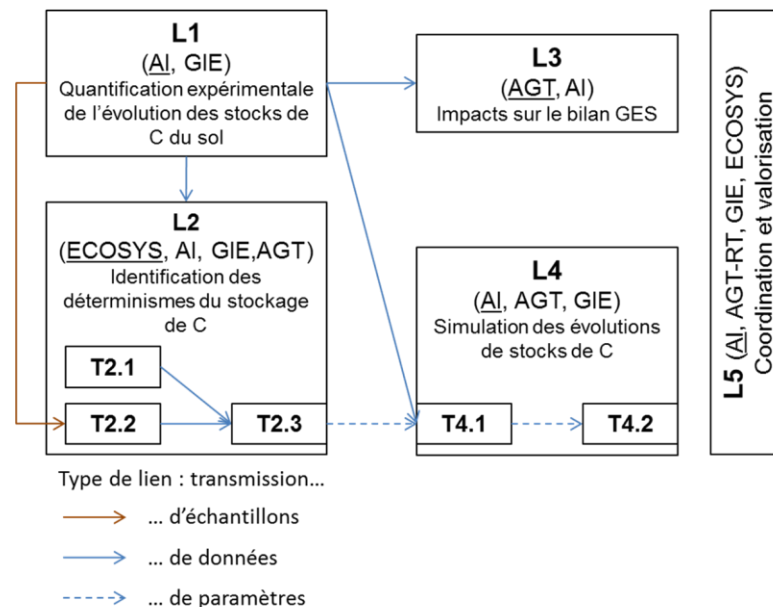 L1
(AI, GIE)
Quantification expérimentale
de l'évolution des stocks de
C du sol
L3
(AGT, AI)
Impacts sur le bilan GES
L2
(ECOSYS, AI, GIE,AGT)
Identification des
déterminismes du stockage
de C
T2.1
T2.2
T2.3
L4
(AI, AGT, GIE)
Simulation des évolutions
de stocks de C
T4.1
T4.2
L5 (AI, AGT-RT, GIE, ECOSYS)
Coordination et valorisation
Type de lien : transmission…
… d'échantillons
… de données
… de paramètres